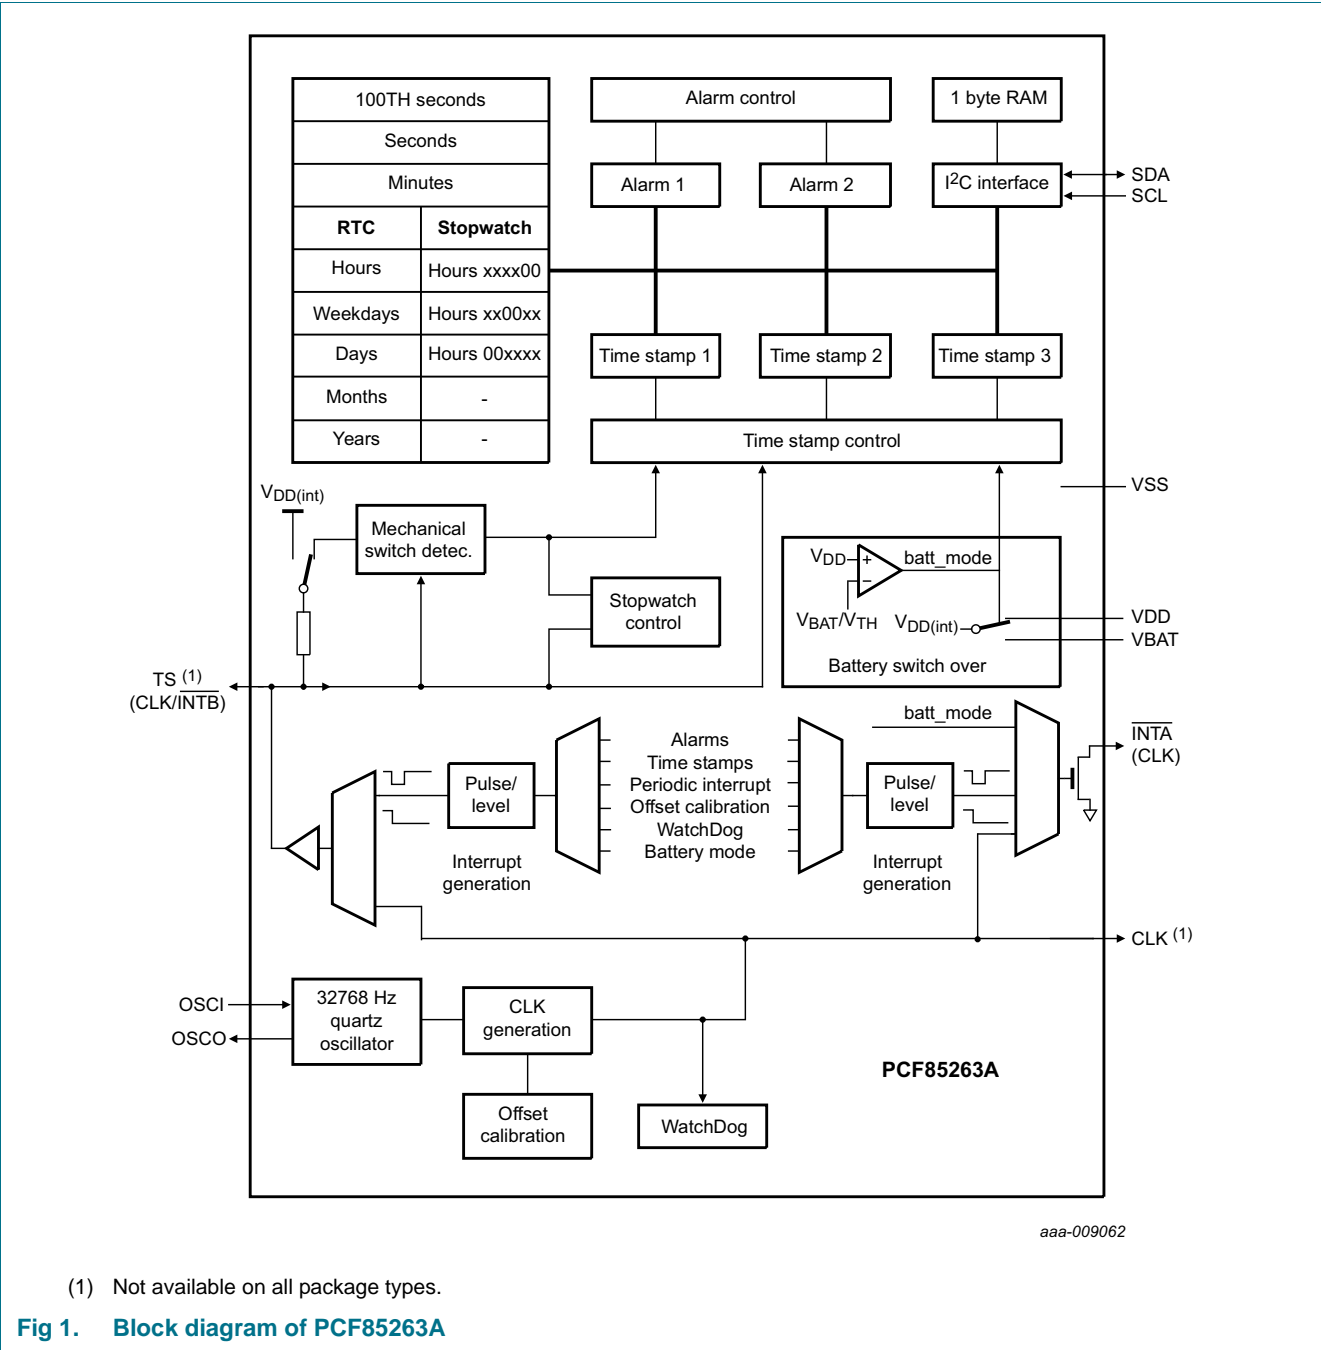 100TH seconds
Seconds
Minutes
RTC Stopwatch
Hours Hours xxxx00
Weekdays Hours xx00xx
Days Hours 00xxxx
Months -
Years -
Alarm control
1 byte RAM
Alarm 1
Alarm 2
I2C interface
SDA
SCL
Time stamp 1
Time stamp 2
Time stamp 3
Time stamp control
VSS
VDD(int)
Mechanical
switch detec.
Stopwatch
control
VDD
+
−
batt_mode
VBAT/VTH
VDD(int)
Battery switch over
VDD
VBAT
TS (1)
(CLK/INTB)
batt_mode
INTA
(CLK)
Alarms
Time stamps
Periodic interrupt
Offset calibration
WatchDog
Battery mode
Pulse/
level
Pulse/
level
Interrupt
generation
Interrupt
generation
CLK (1)
OSCI
OSCO
32768 Hz
quartz
oscillator
CLK
generation
Offset
calibration
WatchDog
PCF85263A
aaa-009062
(1) Not available on all package types.
Fig 1. Block diagram of PCF85263A